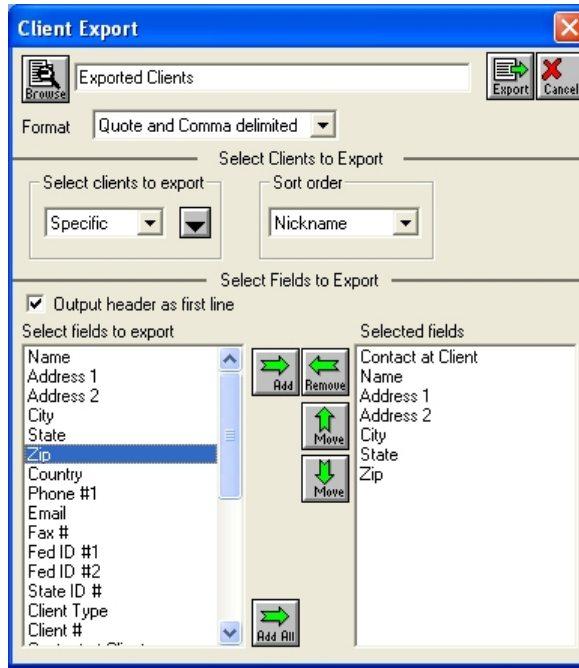 Client Export
Browse
Exported Clients
Export
Cancel
Format
Quote and Comma delimited
Select Clients to Export
Select clients to export
Sort order
Specific
Nickname
Select Fields to Export
Output header as first line
Select fields to export
Selected fields
Name
Address 1
Address 2
City
State
Zip
Country
Phone #1
Email
Fax #
Fed ID #1
Fed ID #2
State ID #
Client Type
Client #
Add
Remove
Move
Move
Add All
Contact at Client
Name
Address 1
Address 2
City
State
Zip